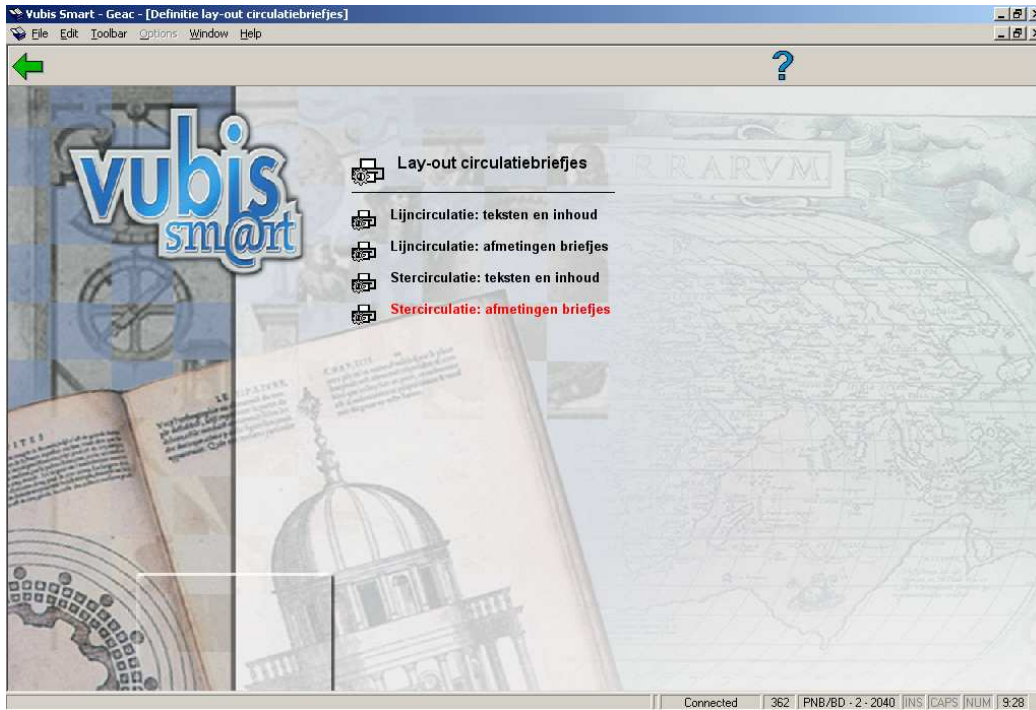 Vubis Smart - Geac - [Definitie lay-out circulatiebriefjes]
File Edit Toolbar Options Window Help
?
vubis
sm@rt
RARVM
Lay-out circulatiebriefjes
Lijncirculatie: teksten en inhoud
Lijncirculatie: afmetingen briefjes
Stercirculatie: teksten en inhoud
Stercirculatie: afmetingen briefjes
Connected 362 PNB/BD - 2 - 2040 INS CAPS NUM 9:28